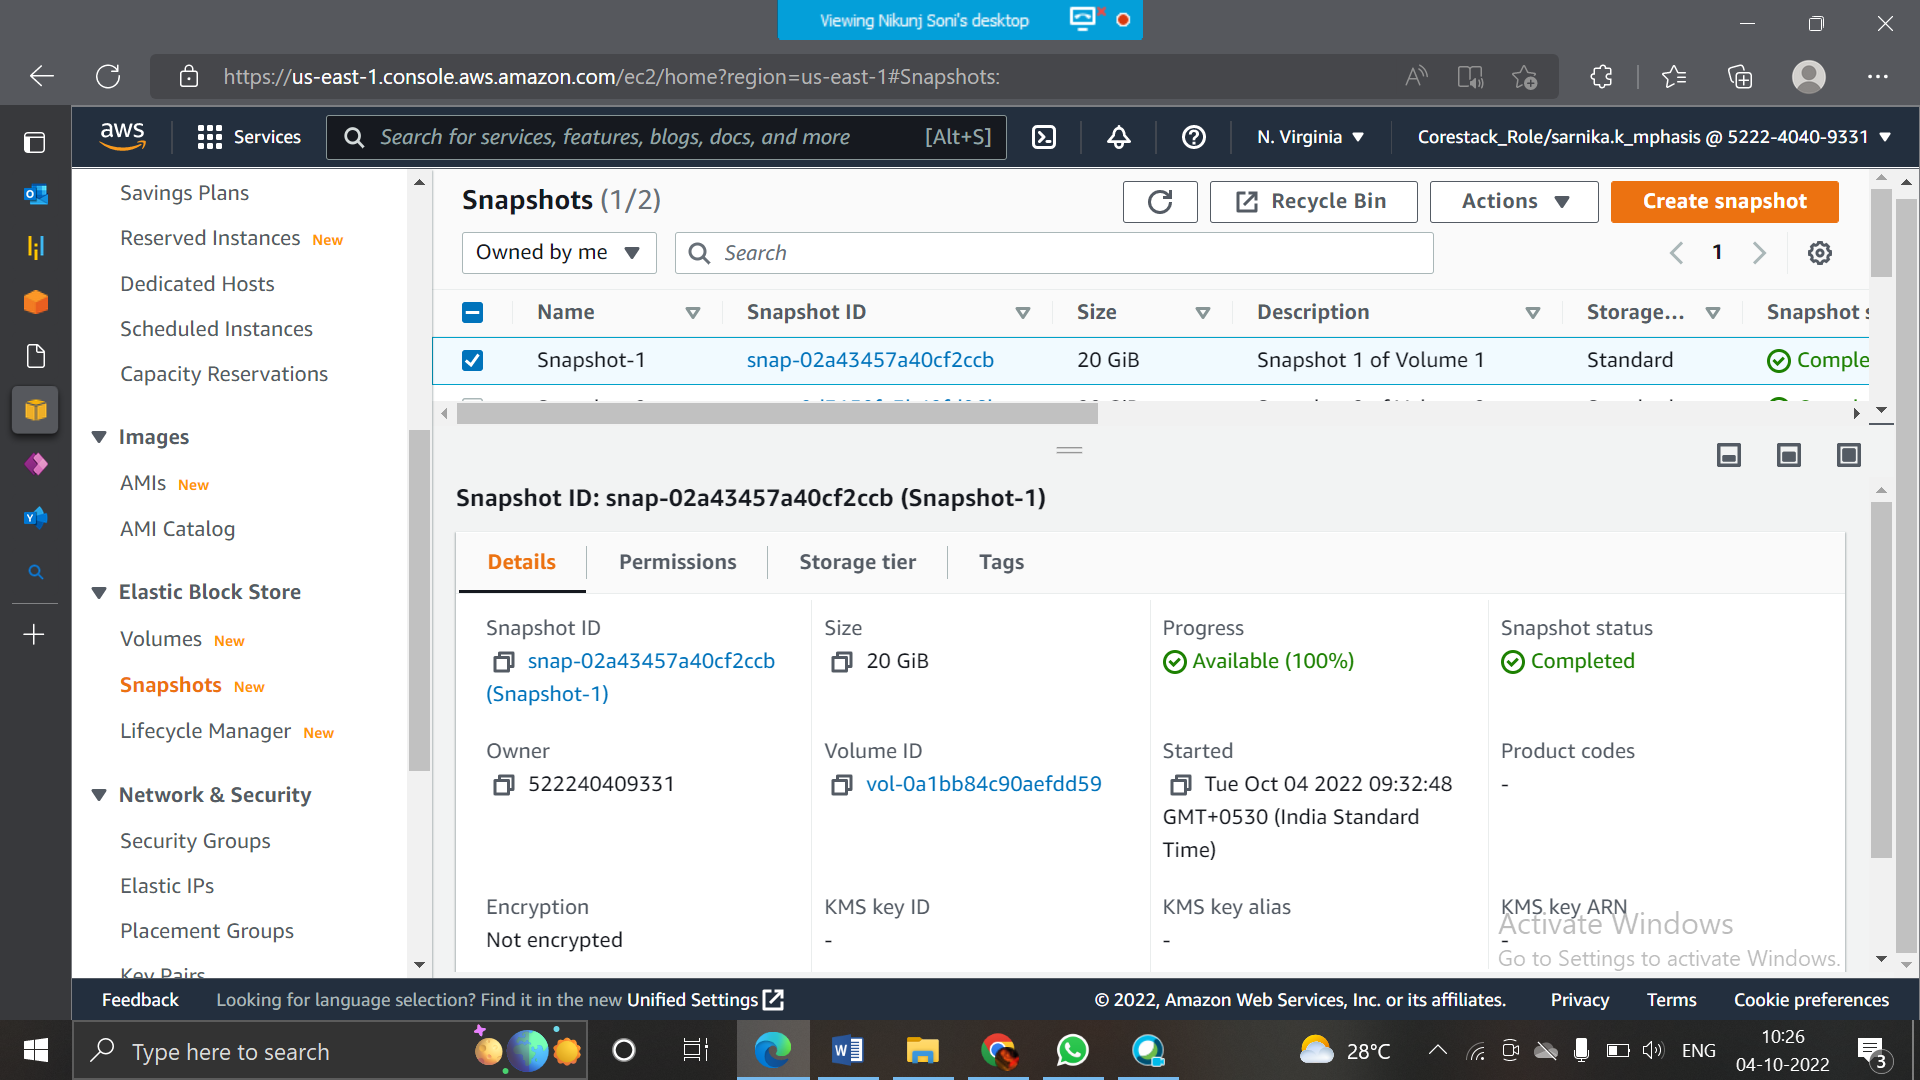 Viewing Nikunj Soni's desktop
https://us-east-1.console.aws.amazon.com/ec2/home?region=us-east-1#Snapshots:
aws Services Search for services, features, blogs, docs, and more [Alt+S] N. Virginia Corestack_Role/sarnika.k_mphasis @ 5222-4040-9331
Savings Plans
Reserved Instances New
Dedicated Hosts
Scheduled Instances
Capacity Reservations
Images
AMIs New
AMI Catalog
Elastic Block Store
Volumes New
Snapshots New
Lifecycle Manager New
Network & Security
Security Groups
Elastic IPs
Placement Groups
Key Pairs
Snapshots (1/2) Recycle Bin Actions Create snapshot
Owned by me Search 1
Name Snapshot ID Size Description Storage... Snapshot s
Snapshot-1 snap-02a43457a40cf2ccb 20 GiB Snapshot 1 of Volume 1 Standard Comple
Snapshot ID: snap-02a43457a40cf2ccb (Snapshot-1)
Details Permissions Storage tier Tags
Snapshot ID
snap-02a43457a40cf2ccb
(Snapshot-1)
Size
20 GiB
Progress
Available (100%)
Snapshot status
Completed
Owner
522240409331
Volume ID
vol-0a1bb84c90aefdd59
Started
Tue Oct 04 2022 09:32:48
GMT+0530 (India Standard
Time)
Product codes
-
Encryption
Not encrypted
KMS key ID
-
KMS key alias
-
KMS key ARN
-
Activate Windows
Go to Settings to activate Windows.
Feedback Looking for language selection? Find it in the new Unified Settings © 2022, Amazon Web Services, Inc. or its affiliates. Privacy Terms Cookie preferences
Type here to search 28°C ENG 10:26
04-10-2022 3